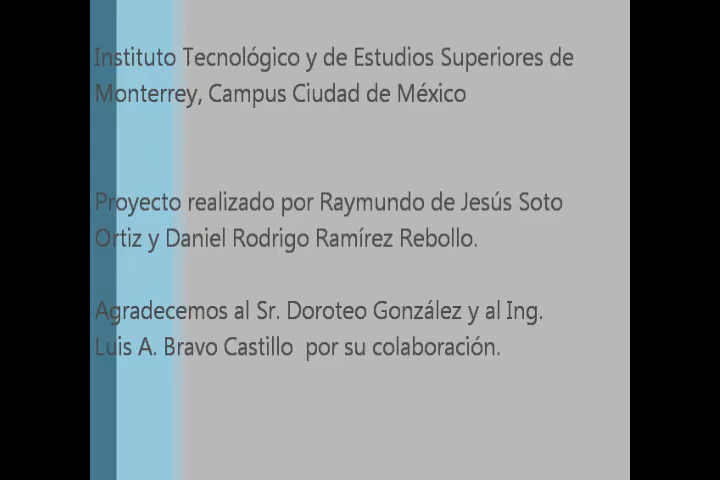 Instituto Tecnológico y de Estudios Superiores de
Monterrey, Campus Ciudad de México
Proyecto realizado por Raymundo de Jesús Soto
Ortiz y Daniel Rodrigo Ramírez Rebollo.
Agradecemos al Sr. Doroteo González y al Ing.
Luis A. Bravo Castillo  por su colaboración.